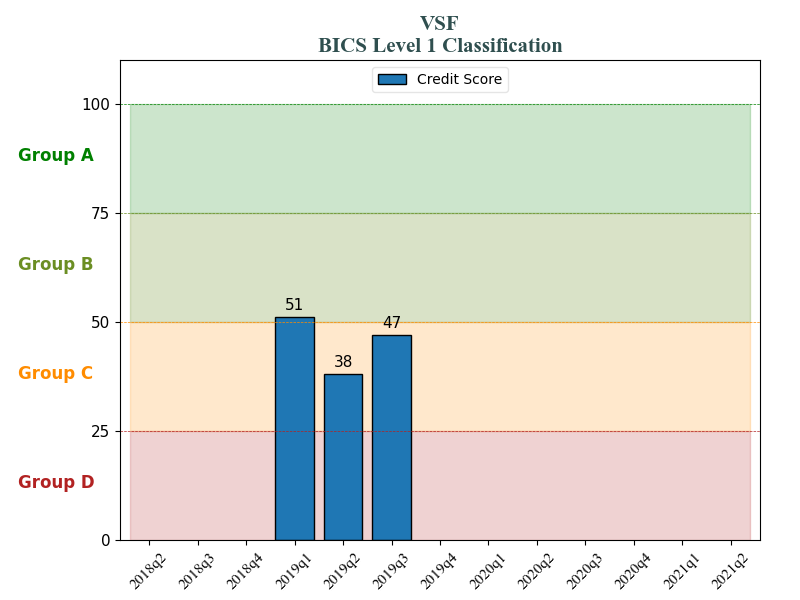 VSF
BICS Level 1 Classification
Credit Score
100
Group A
75
Group B
51
50
47
38
Group C
25
Group D
0
2018q2
2018q3
2018q4
2019q1
2019q2
2019q3
2019q4
2020q1
2020q2
2020q3
2020q4
2021q1
2021q2